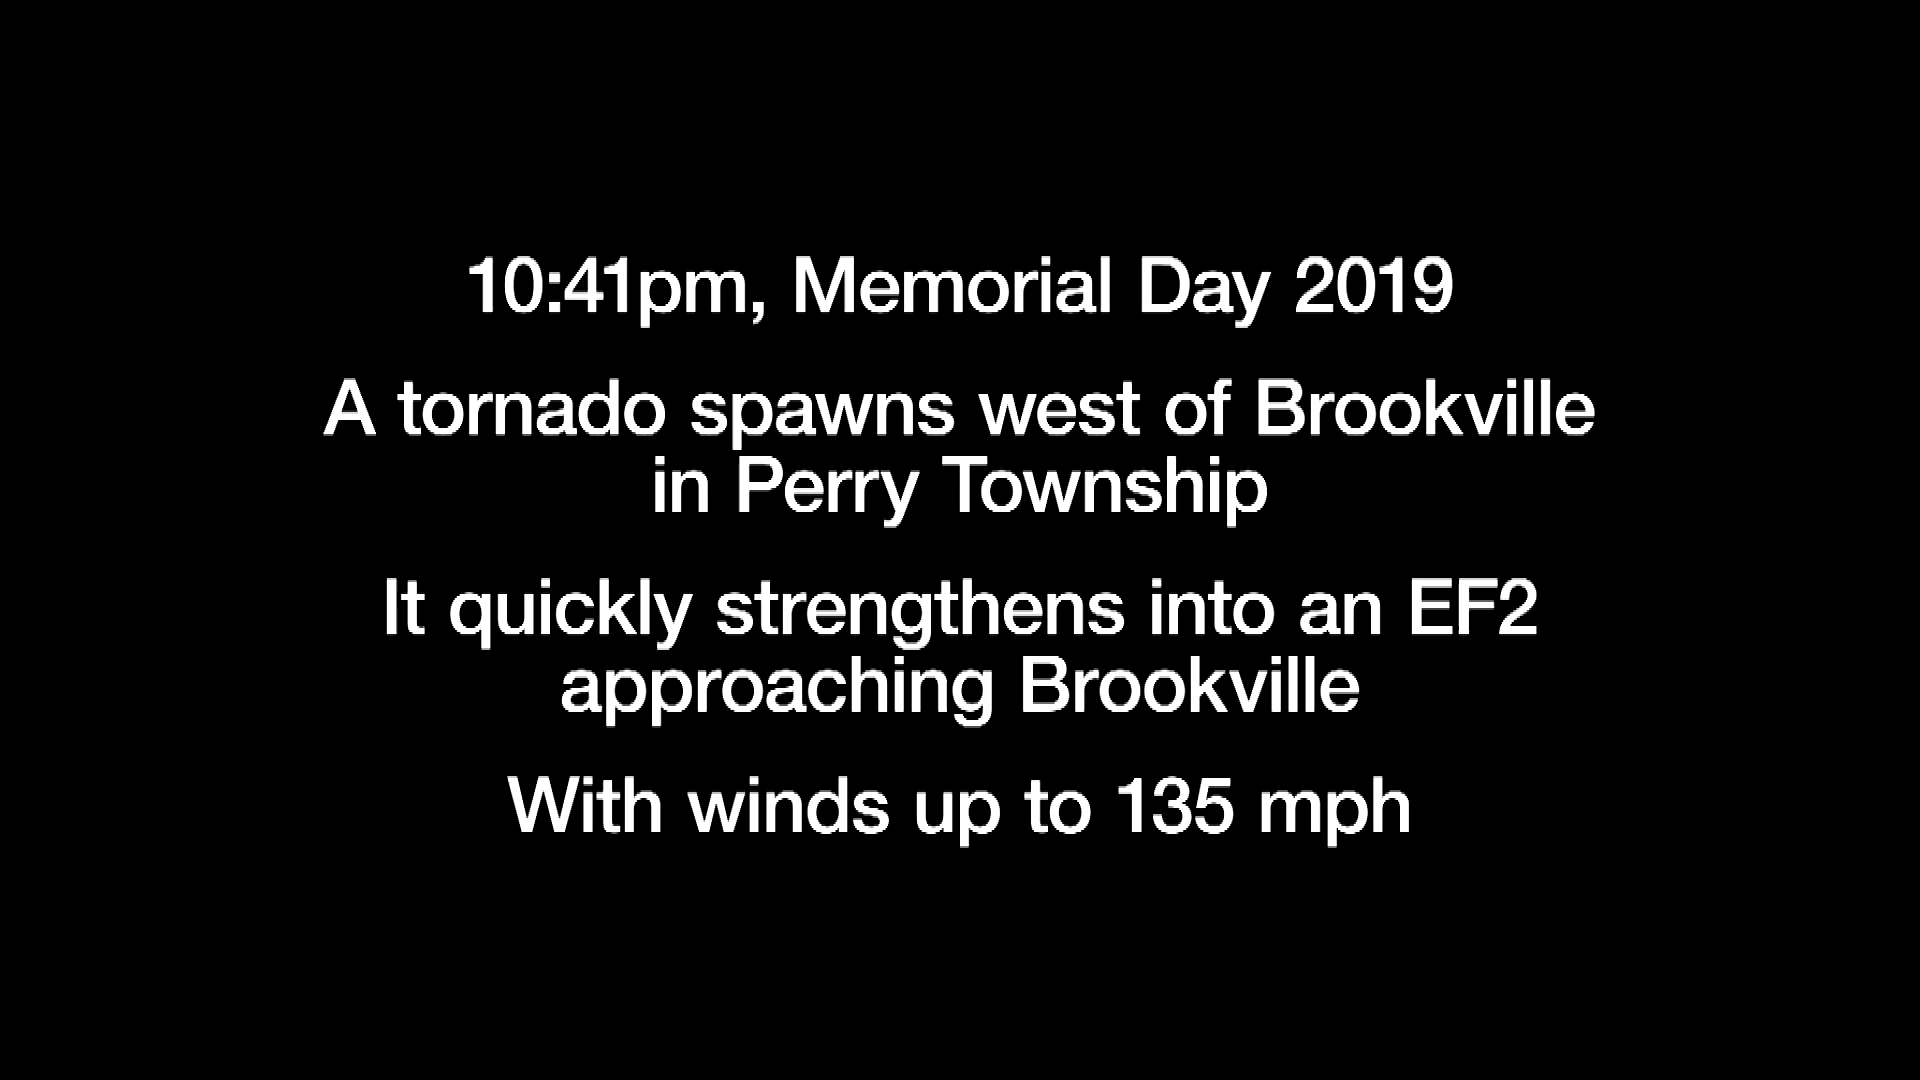 10:41pm, Memorial Day 2019
A tornado spawns west of Brookville
in Perry Township
It quickly strengthens into an EF2
approaching Brookville
With winds up to 135 mph